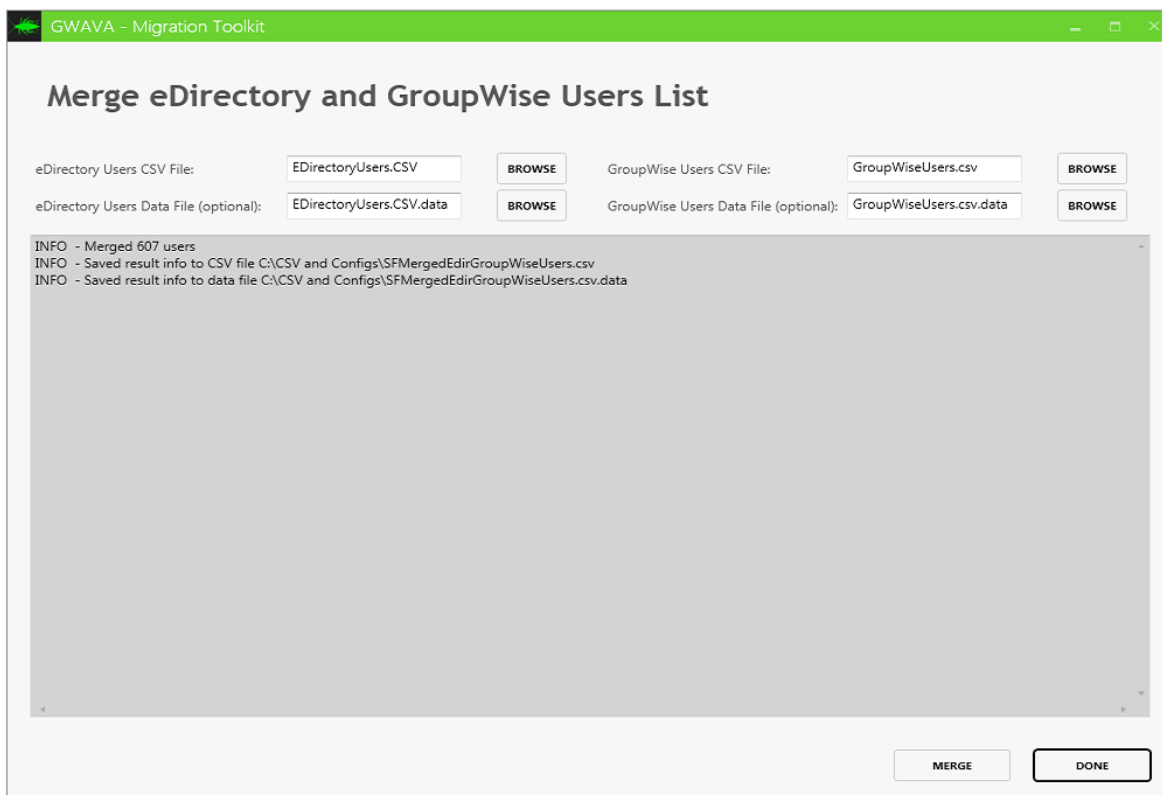 GWAVA - Migration Toolkit
Merge eDirectory and GroupWise Users List
eDirectory Users CSV File: EDirectoryUsers.CSV BROWSE GroupWise Users CSV File: GroupWiseUsers.csv BROWSE
eDirectory Users Data File (optional): EDirectoryUsers.CSV.data BROWSE GroupWise Users Data File (optional): GroupWiseUsers.csv.data BROWSE
INFO - Merged 607 users
INFO - Saved result info to CSV file C:\CSV and Configs\SFMergedEdirGroupWiseUsers.csv
INFO - Saved result info to data file C:\CSV and Configs\SFMergedEdirGroupWiseUsers.csv.data
MERGE DONE